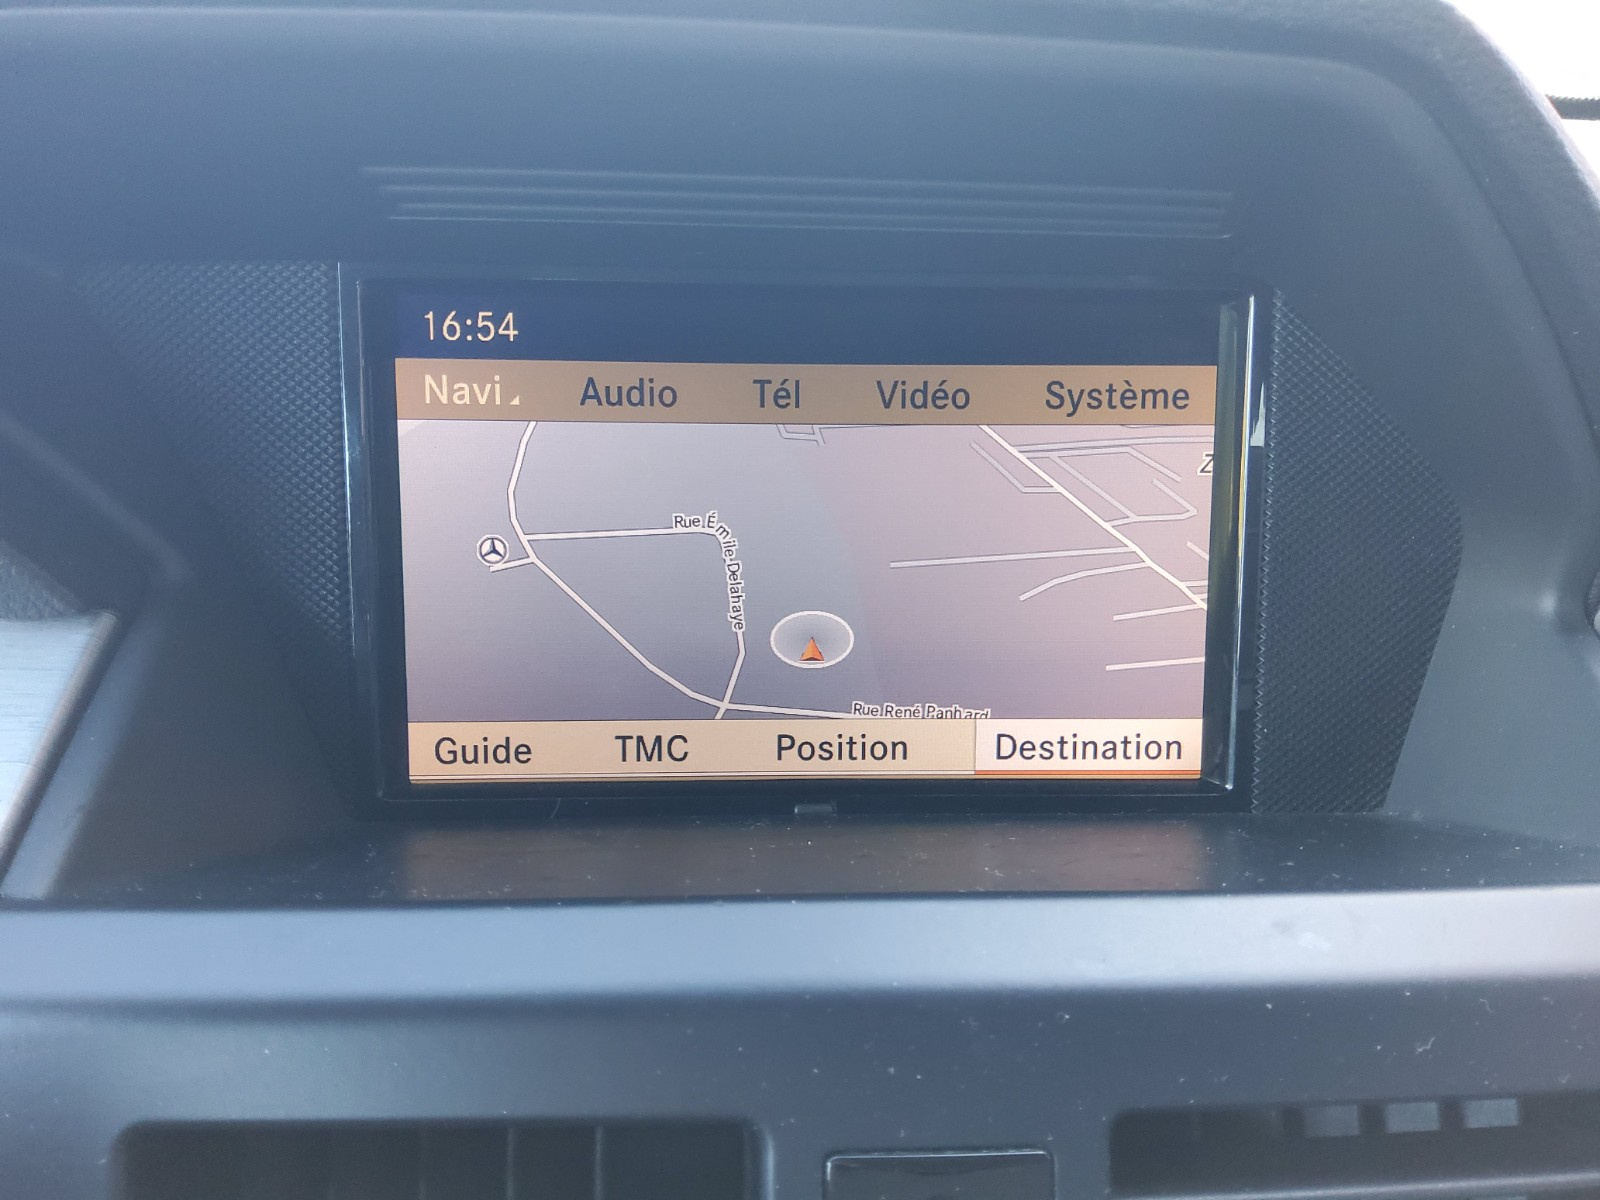 16:54
Navi Audio Tél Vidéo Système
Z
Rue Émile-Delahaye
Rue René Panhard
Guide TMC Position Destination